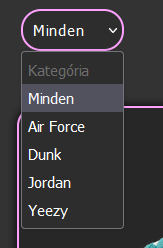 Minden
Kategória
Minden
Air Force
Dunk
Jordan
Yeezy